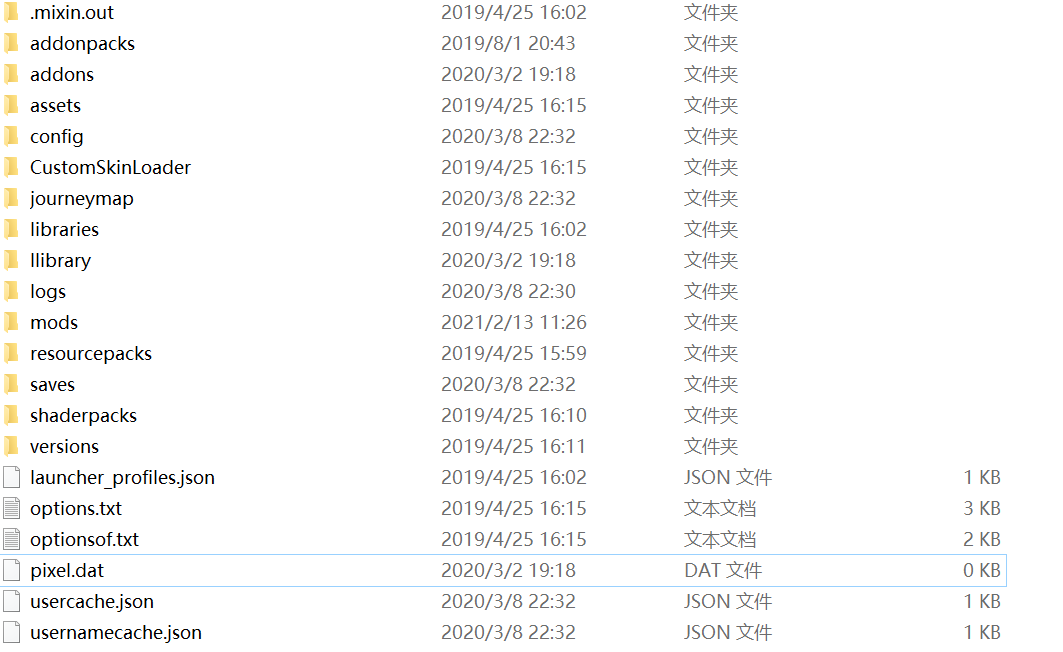 .mixin.out 2019/4/25 16:02 文件夹
addonpacks 2019/8/1 20:43 文件夹
addons 2020/3/2 19:18 文件夹
assets 2019/4/25 16:15 文件夹
config 2020/3/8 22:32 文件夹
CustomSkinLoader 2019/4/25 16:15 文件夹
journeymap 2020/3/8 22:32 文件夹
libraries 2019/4/25 16:02 文件夹
llibrary 2020/3/2 19:18 文件夹
logs 2020/3/8 22:30 文件夹
mods 2021/2/13 11:26 文件夹
resourcepacks 2019/4/25 15:59 文件夹
saves 2020/3/8 22:32 文件夹
shaderpacks 2019/4/25 16:10 文件夹
versions 2019/4/25 16:11 文件夹
launcher_profiles.json 2019/4/25 16:02 JSON 文件 1 KB
options.txt 2019/4/25 16:15 文本文档 3 KB
optionsof.txt 2019/4/25 16:15 文本文档 2 KB
pixel.dat 2020/3/2 19:18 DAT 文件 0 KB
usercache.json 2020/3/8 22:32 JSON 文件 1 KB
usernamecache.json 2020/3/8 22:32 JSON 文件 1 KB